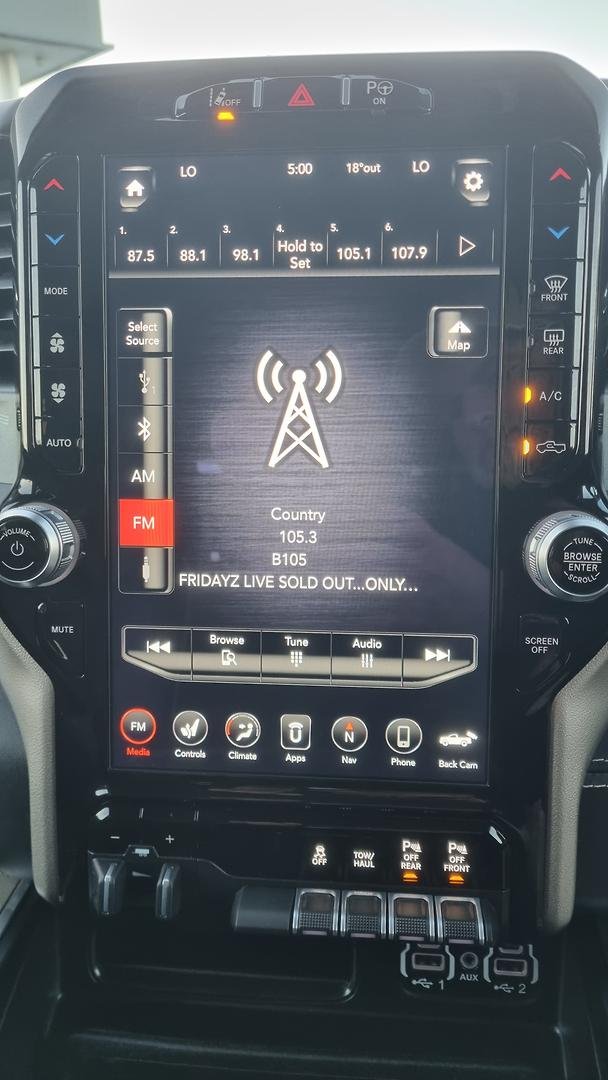 OFF
P
ON
LO 5:00 18°out LO
1. 2. 3. 4. 5. 6.
87.5 88.1 98.1 Hold to Set 105.1 107.9
MODE
AUTO
FRONT
REAR
A/C
Select
Source
1
AM
FM
Map
Country
105.3
B105
FRIDAYZ LIVE SOLD OUT...ONLY...
VOLUME
TUNE
BROWSE
ENTER
SCROLL
MUTE
SCREEN
OFF
Browse Tune Audio
FM N
Media Controls Climate Apps Nav Phone Back Cam
- +
OFF
TOW/
HAUL
P
OFF
REAR
P
OFF
FRONT
1 AUX 2